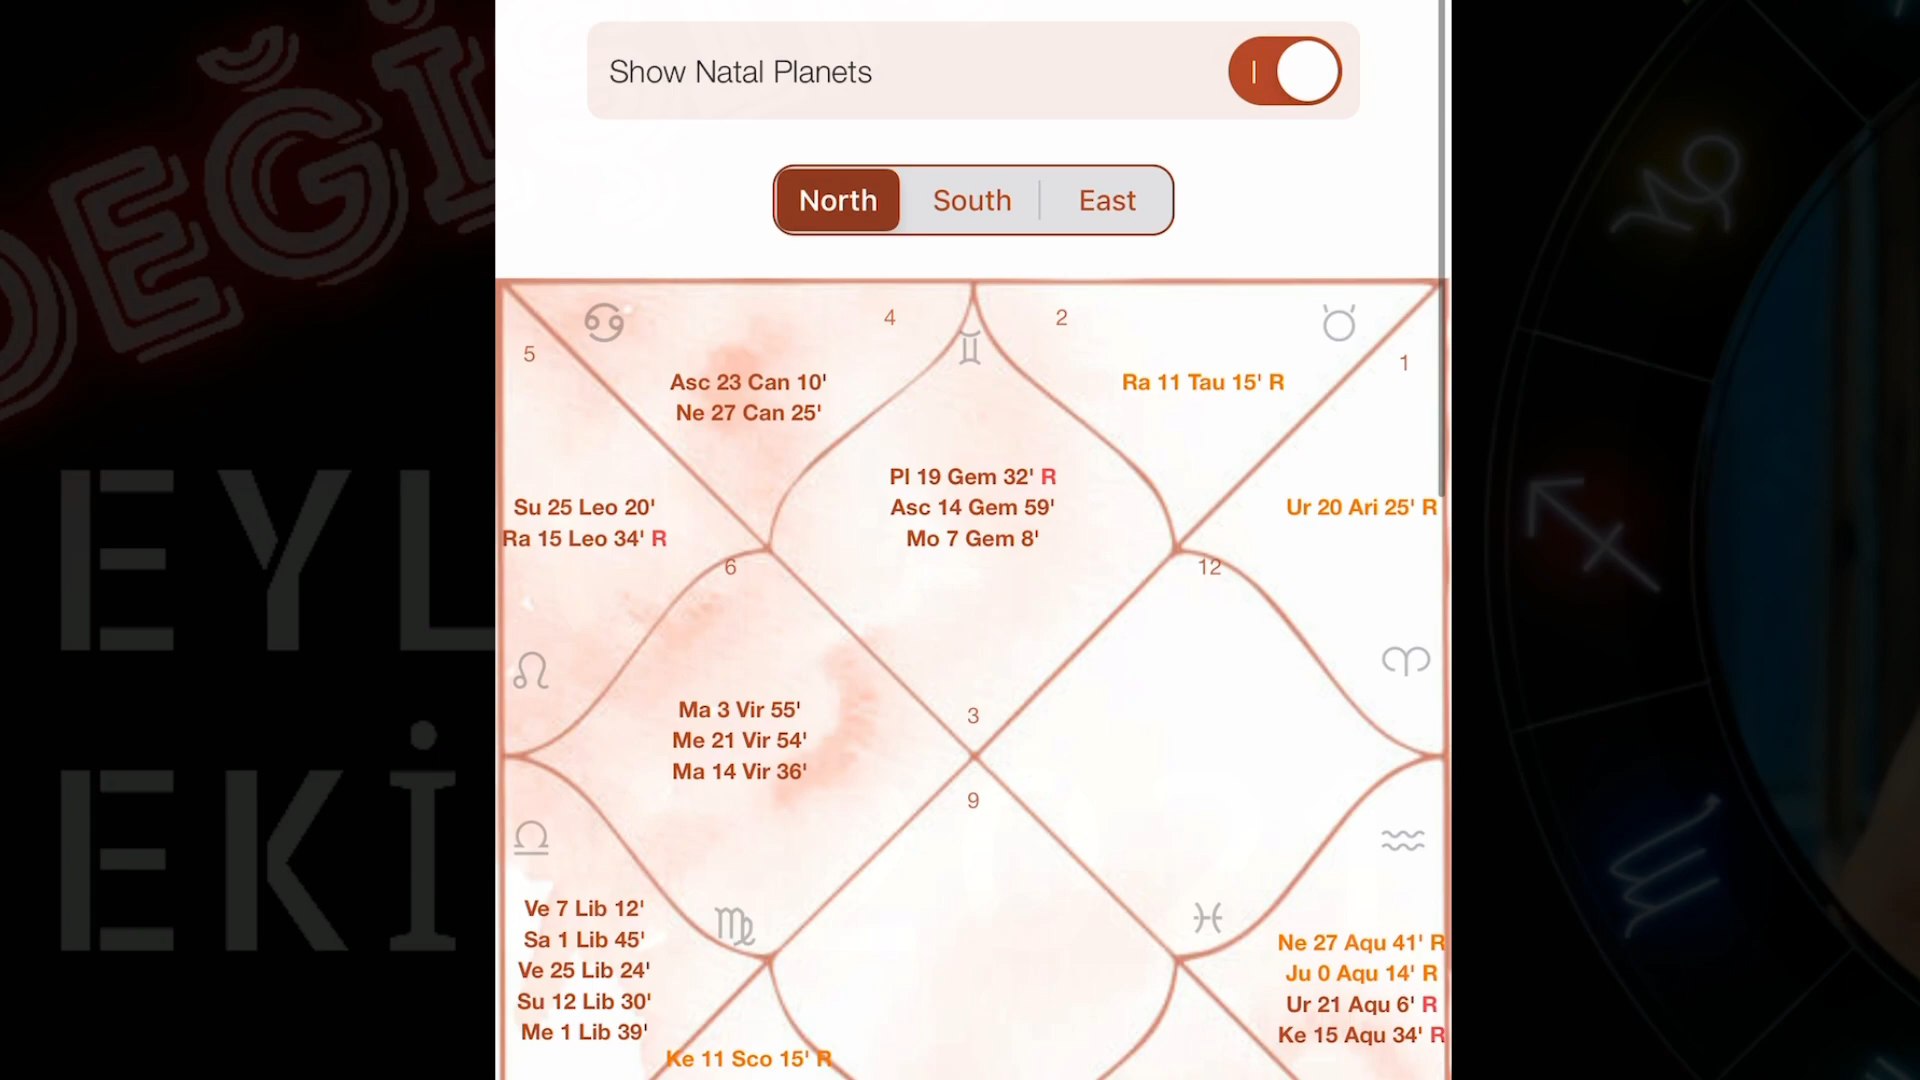 Show Natal Planets
North South East
DEĞİ
EYL
EKİ
4
2
5
1
Asc 23 Can 10'
Ne 27 Can 25'
Ra 11 Tau 15' R
Pl 19 Gem 32' R
Asc 14 Gem 59'
Mo 7 Gem 8'
Su 25 Leo 20'
Ra 15 Leo 34' R
Ur 20 Ari 25' R
6
12
Ma 3 Vir 55'
Me 21 Vir 54'
Ma 14 Vir 36'
3
9
Ve 7 Lib 12'
Sa 1 Lib 45'
Ve 25 Lib 24'
Su 12 Lib 30'
Me 1 Lib 39'
Ne 27 Aqu 41' R
Ju 0 Aqu 14' R
Ur 21 Aqu 6' R
Ke 15 Aqu 34' R
Ke 11 Sco 15' R